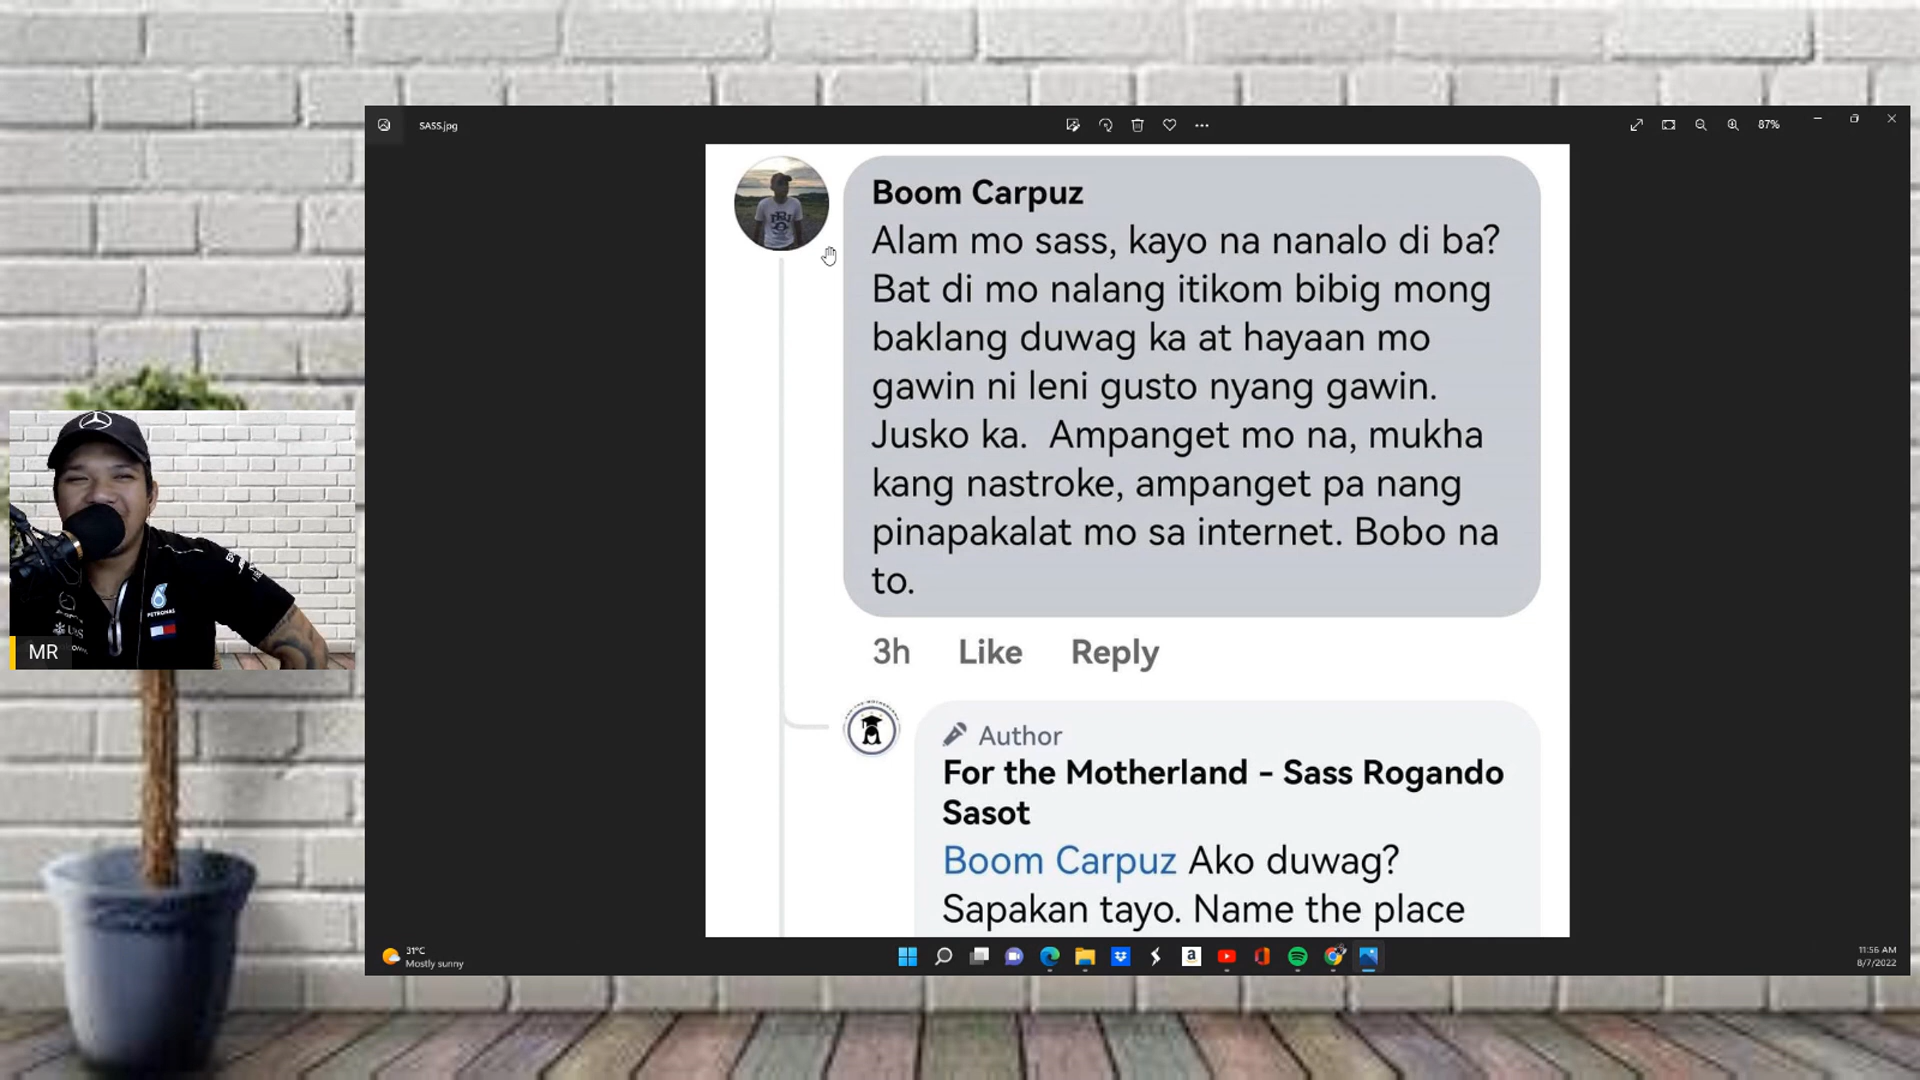 SASS.jpg
87%
Boom Carpuz
Alam mo sass, kayo na nanalo di ba?
Bat di mo nalang itikom bibig mong
baklang duwag ka at hayaan mo
gawin ni leni gusto nyang gawin.
Jusko ka.  Ampanget mo na, mukha
kang nastroke, ampanget pa nang
pinapakalat mo sa internet. Bobo na
to.
3h Like Reply
Author
For the Motherland - Sass Rogando
Sasot
Boom Carpuz Ako duwag?
Sapakan tayo. Name the place
PETRONAS
MR
31°C
Mostly sunny
11:56 AM
8/7/2022